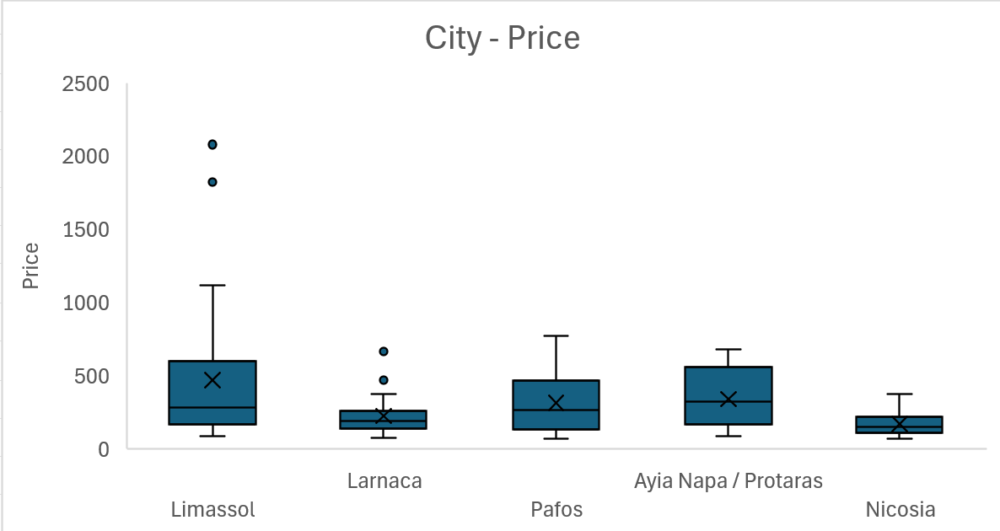 City - Price
2500
2000
1500
1000
500
0
Price
Larnaca
Ayia Napa / Protaras
Limassol
Pafos
Nicosia